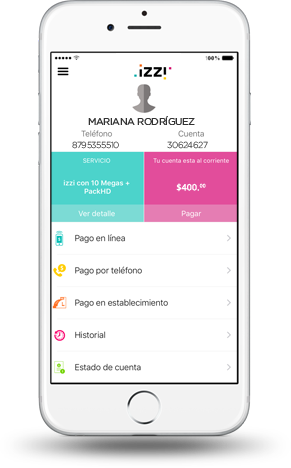 100%
izzi
MARIANA RODRÍGUEZ
Teléfono Cuenta
8795355510 30624627
SERVICIO Tu cuenta esta al corriente
izzi con 10 Megas +
PackHD
$400.00
Ver detalle Pagar
Pago en línea
Pago por teléfono
Pago en establecimiento
Historial
Estado de cuenta